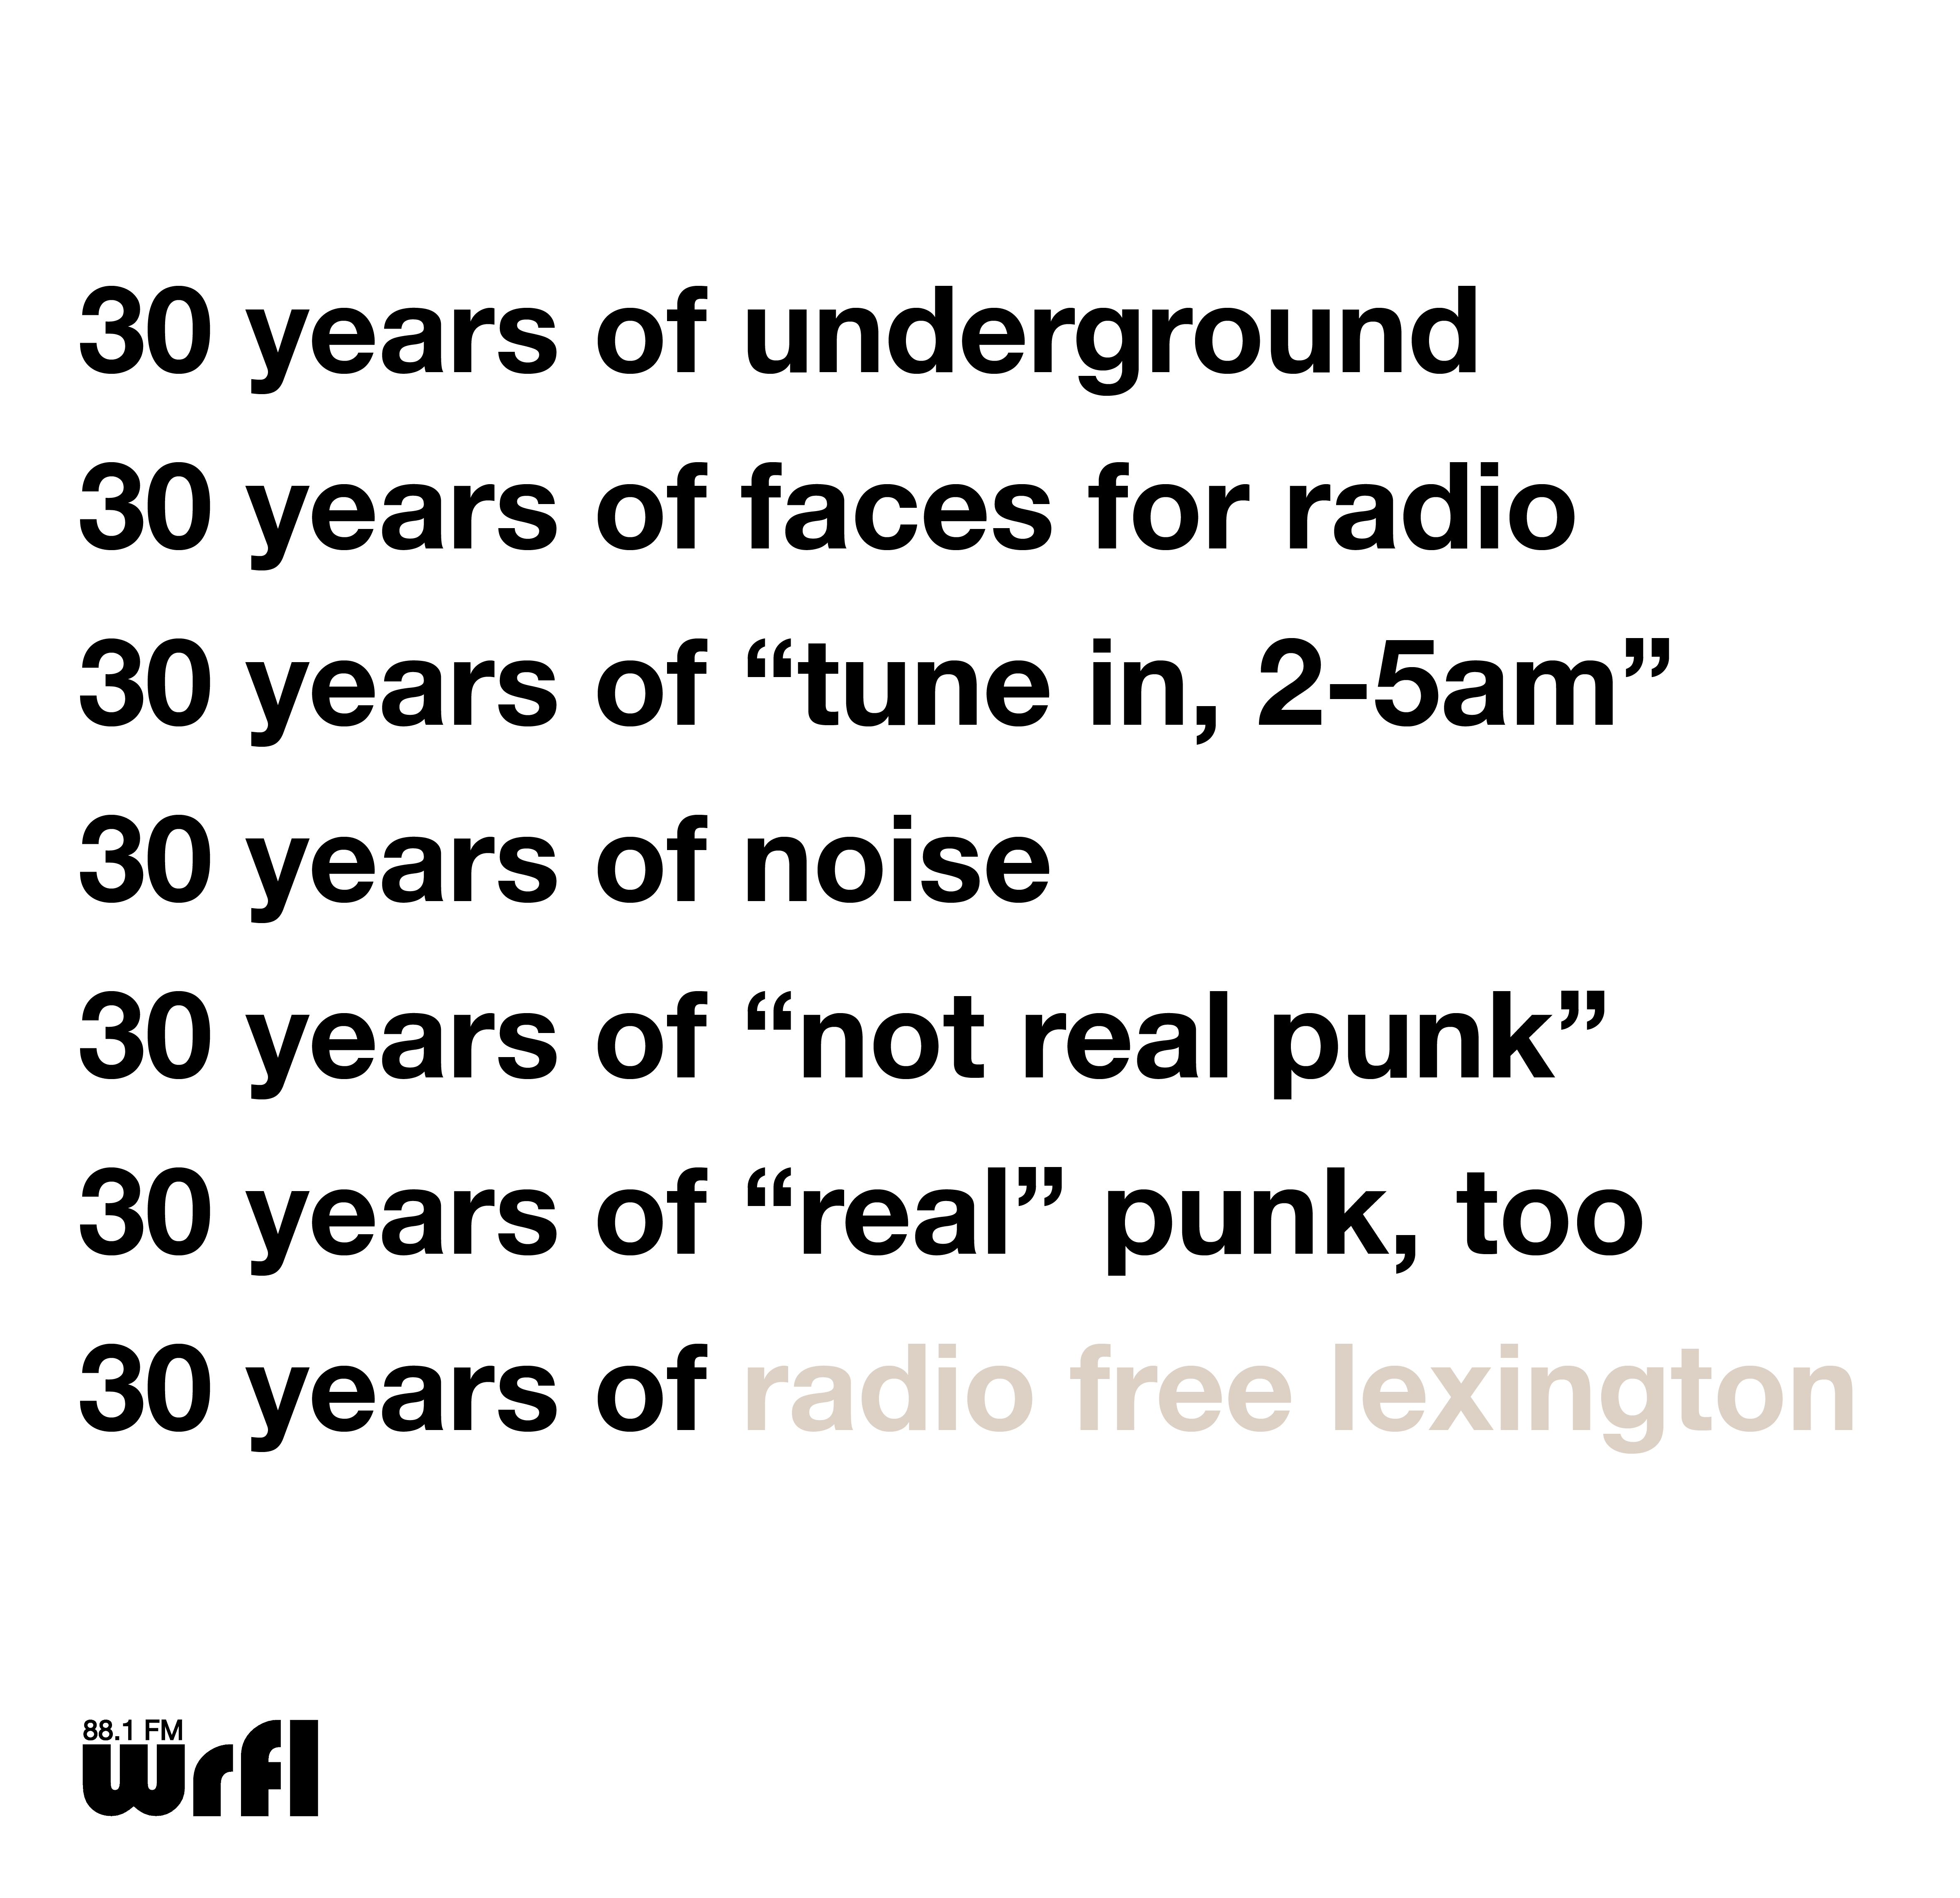 30 years of underground
30 years of faces for radio
30 years of “tune in, 2-5am”
30 years of noise
30 years of “not real punk”
30 years of “real” punk, too
30 years of radio free lexington
88.1 FM
wrfl